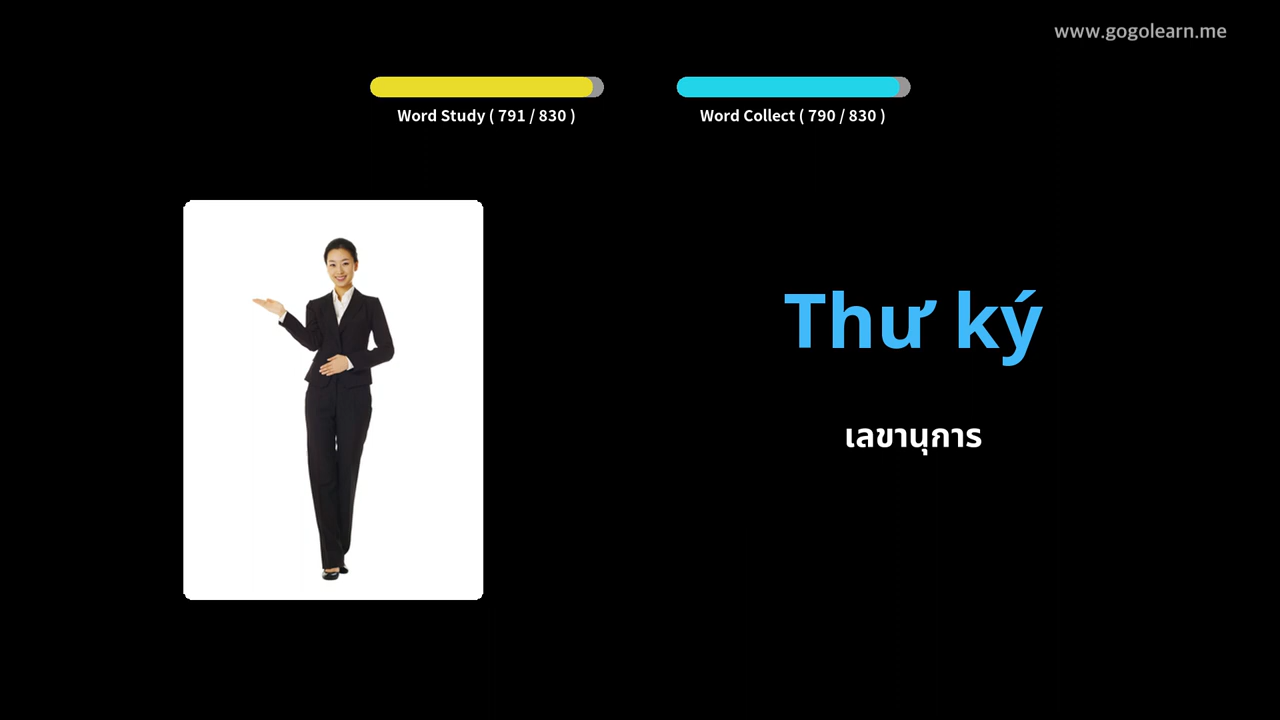 www.gogolearn.me
Word Study ( 791 / 830 )
Word Collect ( 790 / 830 )
Thư ký
เลขานุการ